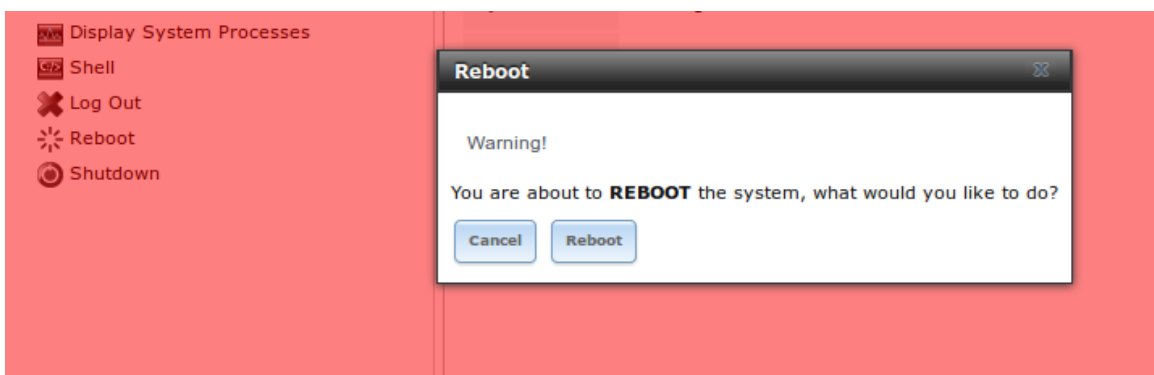 Display System Processes
Shell
Log Out
Reboot
Shutdown
Reboot
Warning!
You are about to REBOOT the system, what would you like to do?
Cancel
Reboot